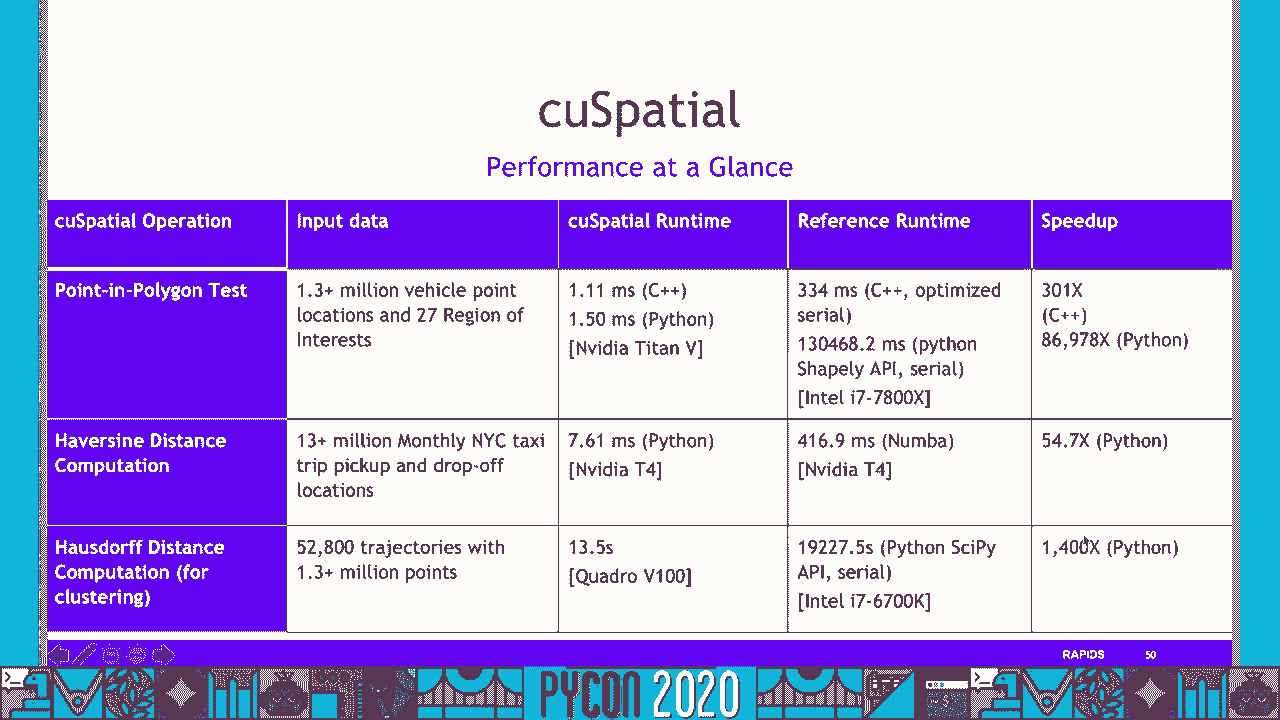 cuSpatial
Performance at a Glance
cuSpatial Operation
Input data
cuSpatial Runtime
Reference Runtime
Speedup
Point-in-Polygon Test
1.3+ million vehicle point
locations and 27 Region of
Interests
1.11 ms (C++)
1.50 ms (Python)
[Nvidia Titan V]
334 ms (C++, optimized
serial)
130468.2 ms (python
Shapely API, serial)
[Intel i7-7800X]
301X
(C++)
86,978X (Python)
Haversine Distance
Computation
13+ million Monthly NYC taxi
trip pickup and drop-off
locations
7.61 ms (Python)
[Nvidia T4]
416.9 ms (Numba)
[Nvidia T4]
54.7X (Python)
Hausdorff Distance
Computation (for
clustering)
52,800 trajectories with
1.3+ million points
13.5s
[Quadro V100]
19227.5s (Python SciPy
API, serial)
[Intel i7-6700K]
1,400X (Python)
RAPIDS 50
PYCON 2020